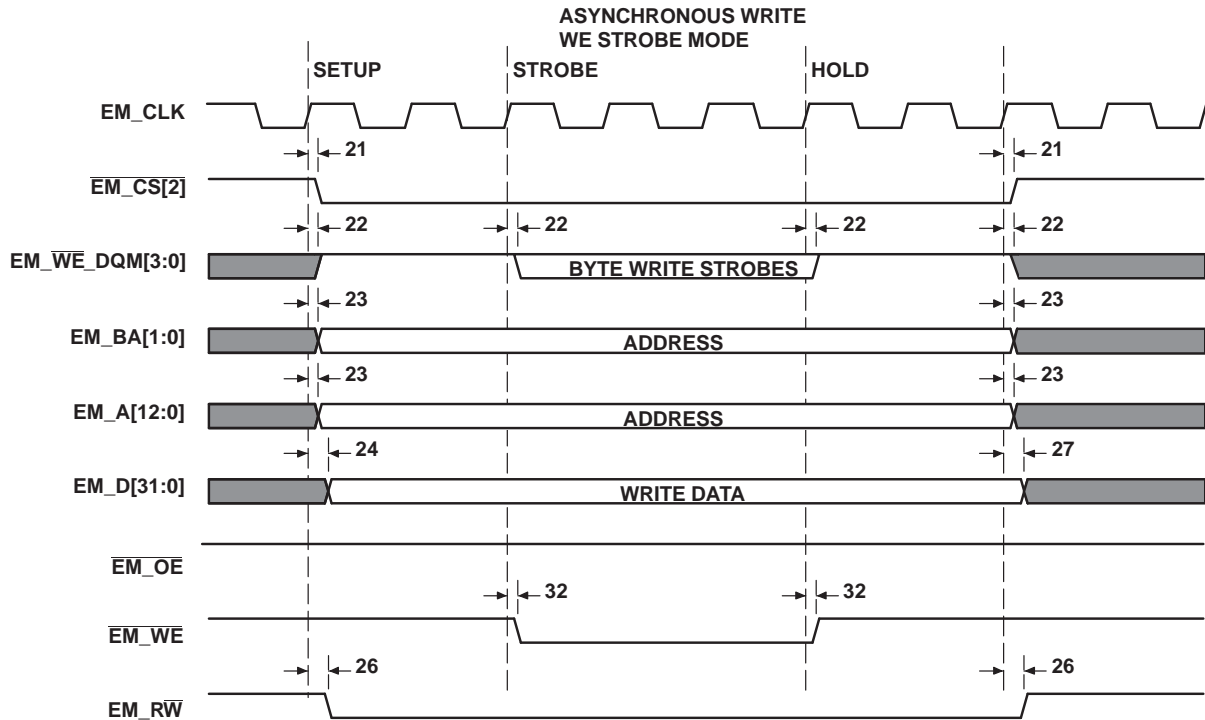 ASYNCHRONOUS WRITE
WE STROBE MODE
SETUP STROBE HOLD
EM_CLK
21 21
EM_CS[2]
22 22 22 22
EM_WE_DQM[3:0] BYTE WRITE STROBES
23 23
EM_BA[1:0] ADDRESS
23 23
EM_A[12:0] ADDRESS
24 27
EM_D[31:0] WRITE DATA
EM_OE
32 32
EM_WE
26 26
EM_RW